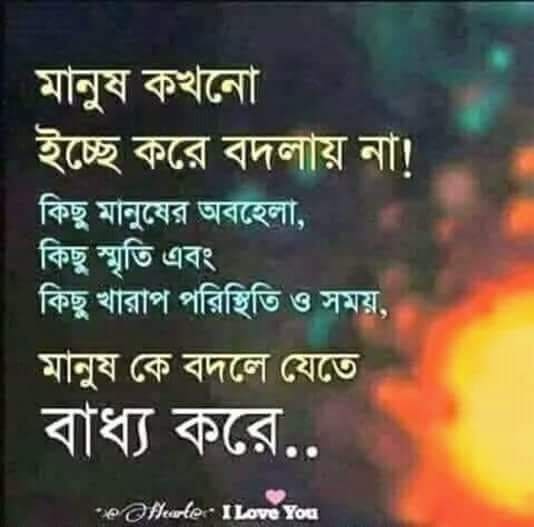 মানুষ কখনো
ইচ্ছে করে বদলায় না!
কিছু মানুষের অবহেলা,
কিছু স্মৃতি এবং
কিছু খারাপ পরিস্থিতি ও সময়,
মানুষ কে বদলে যেতে
বাধ্য করে..
I Love You